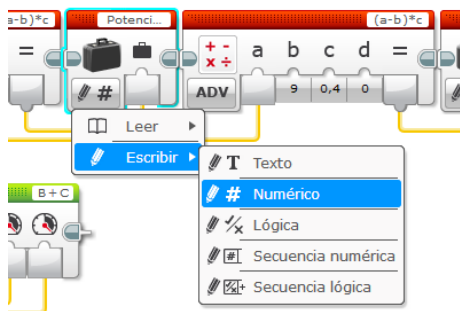 a-b)*c
Potenci...
(a-b)*c
=
+ -
x ÷
a b c d =
#
ADV
9 0,4 0
Leer
Escribir
T Texto
# Numérico
Lógica
# Secuencia numérica
Secuencia lógica
B+C